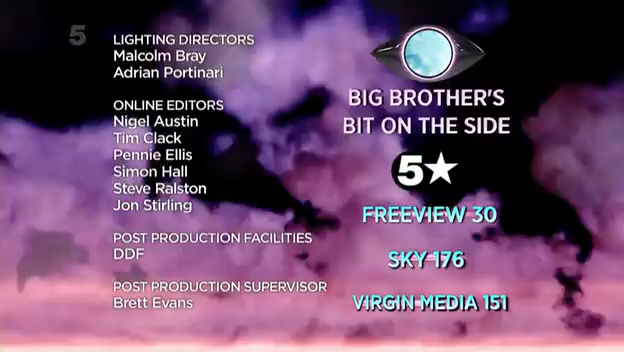 5
LIGHTING DIRECTORS
Malcolm Bray
Adrian Portinari
ONLINE EDITORS
Nigel Austin
Tim Clack
Pennie Ellis
Simon Hall
Steve Ralston
Jon Stirling
POST PRODUCTION FACILITIES
DDF
POST PRODUCTION SUPERVISOR
Brett Evans
BIG BROTHER'S
BIT ON THE SIDE
5★
FREEVIEW 30
SKY 176
VIRGIN MEDIA 151